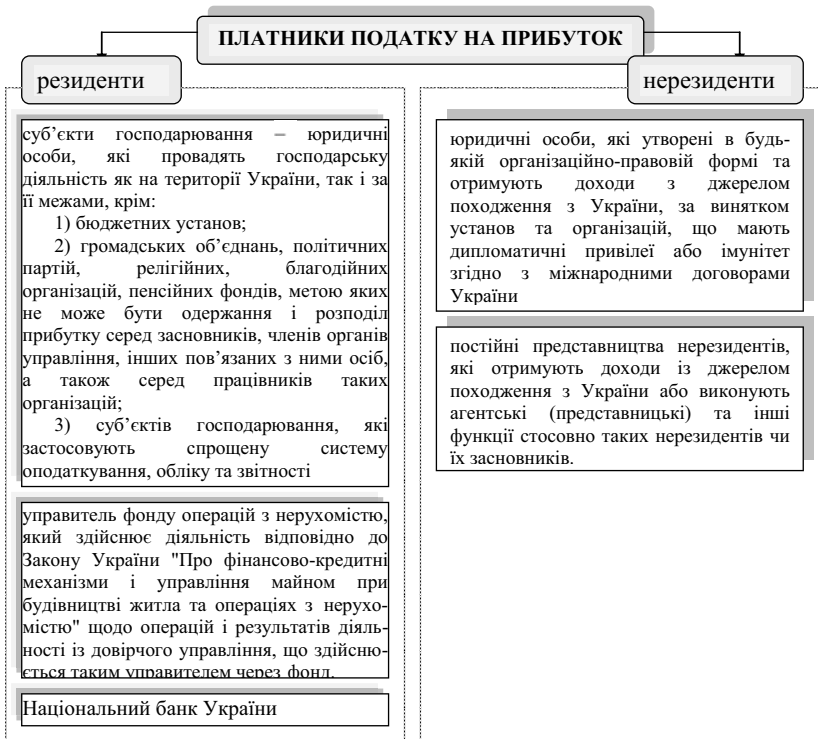 ПЛАТНИКИ ПОДАТКУ НА ПРИБУТОК
резиденти
суб’єкти господарювання – юридичні
особи, які провадять господарську
діяльність як на території України, так і за
її межами, крім:
1) бюджетних установ;
2) громадських об’єднань, політичних
партій, релігійних, благодійних
організацій, пенсійних фондів, метою яких
не може бути одержання і розподіл
прибутку серед засновників, членів органів
управління, інших пов’язаних з ними осіб,
а також серед працівників таких
організацій;
3) суб’єктів господарювання, які
застосовують спрощену систему
оподаткування, обліку та звітності
управитель фонду операцій з нерухомістю,
який здійснює діяльність відповідно до
Закону України "Про фінансово-кредитні
механізми і управління майном при
будівництві житла та операціях з нерухо-
містю" щодо операцій і результатів діяль-
ності із довірчого управління, що здійсню-
ється таким управителем через фонд.
Національний банк України
нерезиденти
юридичні особи, які утворені в будь-
якій організаційно-правовій формі та
отримують доходи з джерелом
походження з України, за винятком
установ та організацій, що мають
дипломатичні привілеї або імунітет
згідно з міжнародними договорами
України
постійні представництва нерезидентів,
які отримують доходи із джерелом
походження з України або виконують
агентські (представницькі) та інші
функції стосовно таких нерезидентів чи
їх засновників.